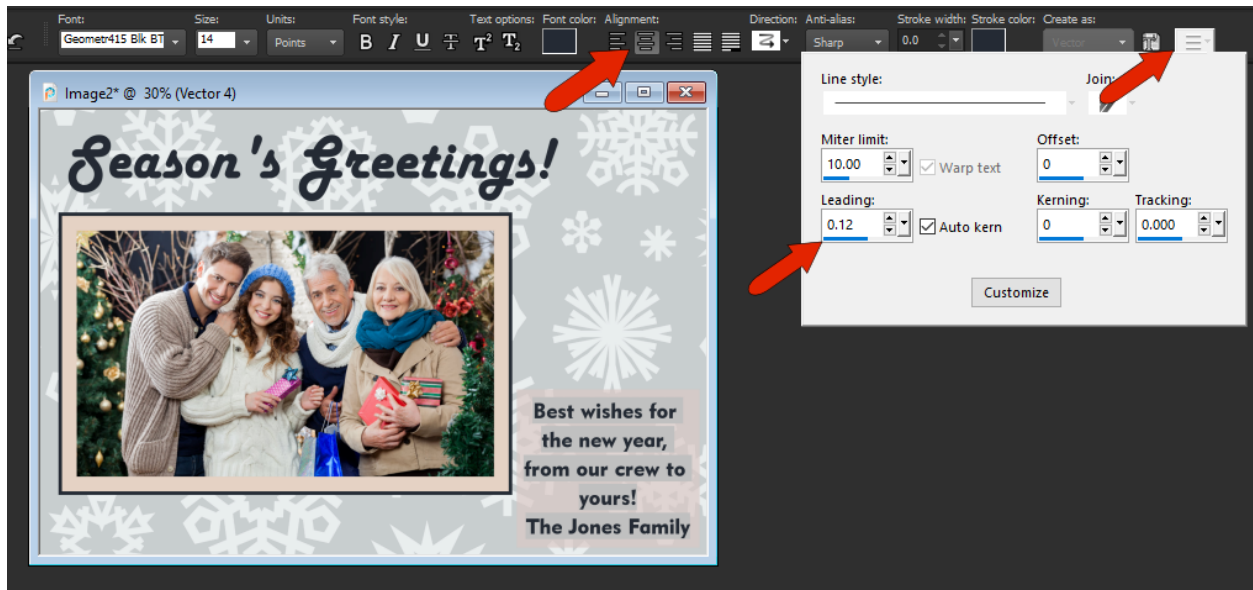 Font: Size: Units: Font style: Text options: Font color: Alignment: Direction: Anti-alias: Stroke width: Stroke color: Create as:
Geometr415 Blk BT 14 Points B I U T T² T₂ Sharp 0.0 Vector
Image2* @ 30% (Vector 4)
Season's Greetings!
Best wishes for
the new year,
from our crew to
yours!
The Jones Family
Line style: Join:
Miter limit: Offset:
10.00 Warp text 0
Leading: Kerning: Tracking:
0.12 Auto kern 0 0.000
Customize